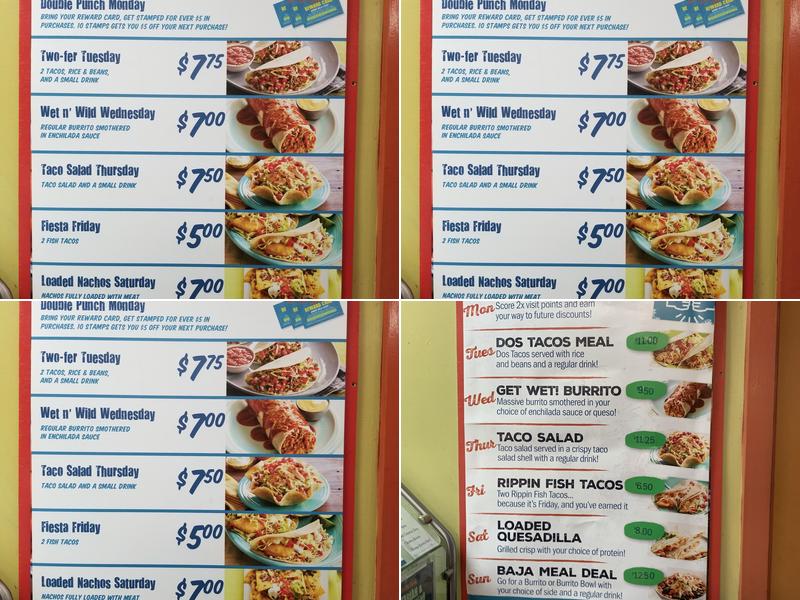 Double Punch Monday
BRING YOUR REWARD CARD, GET STAMPED FOR EVER $5 IN
PURCHASES. 10 STAMPS GETS YOU $5 OFF YOUR NEXT PURCHASE!
REWARD CARD
Two-fer Tuesday
2 TACOS, RICE & BEANS,
AND A SMALL DRINK
$7.75
Wet n' Wild Wednesday
REGULAR BURRITO SMOTHERED
IN ENCHILADA SAUCE
$7.00
Taco Salad Thursday
TACO SALAD AND A SMALL DRINK
$7.50
Fiesta Friday
2 FISH TACOS
$5.00
Loaded Nachos Saturday
NACHOS FULLY LOADED WITH MEAT
$7.00
Double Punch Monday
BRING YOUR REWARD CARD, GET STAMPED FOR EVER $5 IN
PURCHASES. 10 STAMPS GETS YOU $5 OFF YOUR NEXT PURCHASE!
Two-fer Tuesday
2 TACOS, RICE & BEANS,
AND A SMALL DRINK
$7.75
Wet n' Wild Wednesday
REGULAR BURRITO SMOTHERED
IN ENCHILADA SAUCE
$7.00
Taco Salad Thursday
TACO SALAD AND A SMALL DRINK
$7.50
Fiesta Friday
2 FISH TACOS
$5.00
Loaded Nachos Saturday
NACHOS FULLY LOADED WITH MEAT
$7.00
Double Punch Monday
BRING YOUR REWARD CARD, GET STAMPED FOR EVER $5 IN
PURCHASES. 10 STAMPS GETS YOU $5 OFF YOUR NEXT PURCHASE!
REWARD CARD
Two-fer Tuesday
2 TACOS, RICE & BEANS,
AND A SMALL DRINK
$7.75
Wet n' Wild Wednesday
REGULAR BURRITO SMOTHERED
IN ENCHILADA SAUCE
$7.00
Taco Salad Thursday
TACO SALAD AND A SMALL DRINK
$7.50
Fiesta Friday
2 FISH TACOS
$5.00
Loaded Nachos Saturday
NACHOS FULLY LOADED WITH MEAT
$7.00
Mon
Score 2x visit points and earn
your way to future discounts!
Tues
DOS TACOS MEAL
Dos Tacos served with rice
and beans and a regular drink!
$11.00
Wed
GET WET! BURRITO
Massive burrito smothered in your
choice of enchilada sauce or queso!
$9.50
Thur
TACO SALAD
Taco salad served in a crispy taco
salad shell with a regular drink!
$11.25
Fri
RIPPIN FISH TACOS
Two Rippin Fish Tacos...
because it's Friday, and you've earned it
$6.50
Sat
LOADED
QUESADILLA
Grilled crisp with your choice of protein!
$8.00
Sun
BAJA MEAL DEAL
Go for a Burrito or Burrito Bowl with
your choice of side and a regular drink!
$12.50